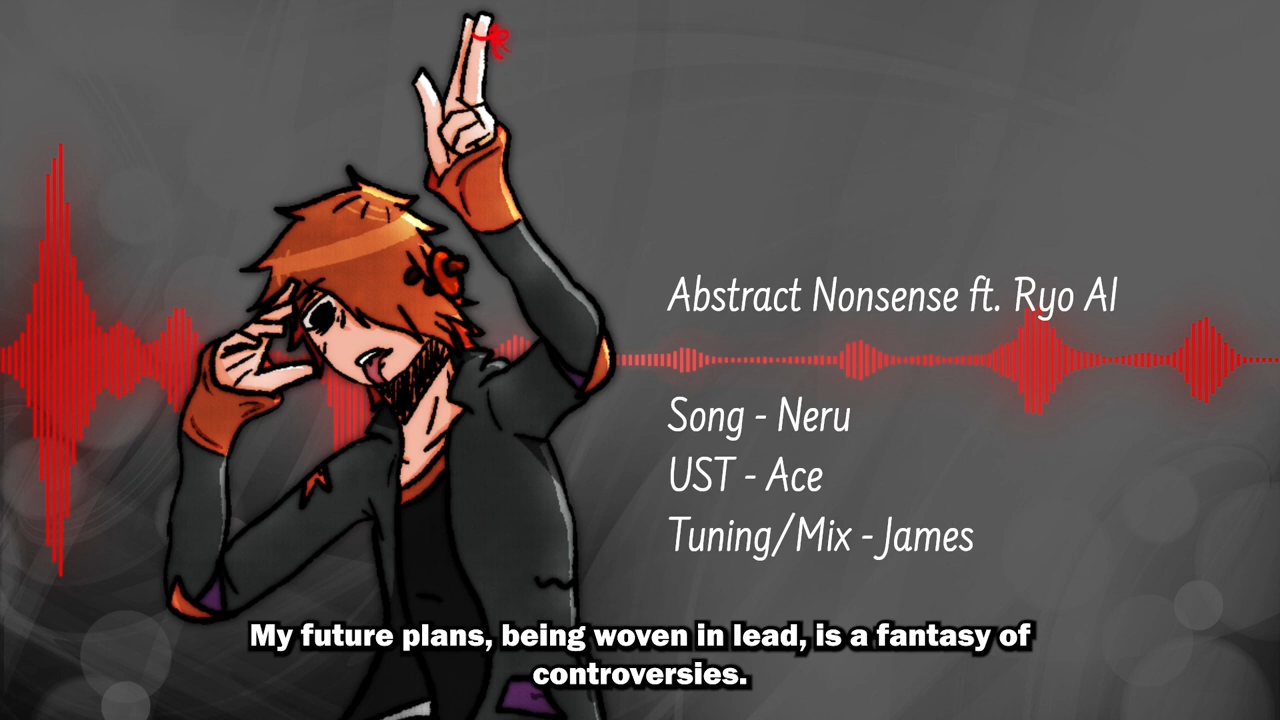 Abstract Nonsense ft. Ryo AI
Song - Neru
UST - Ace
Tuning/Mix - James
My future plans, being woven in lead, is a fantasy of
controversies.